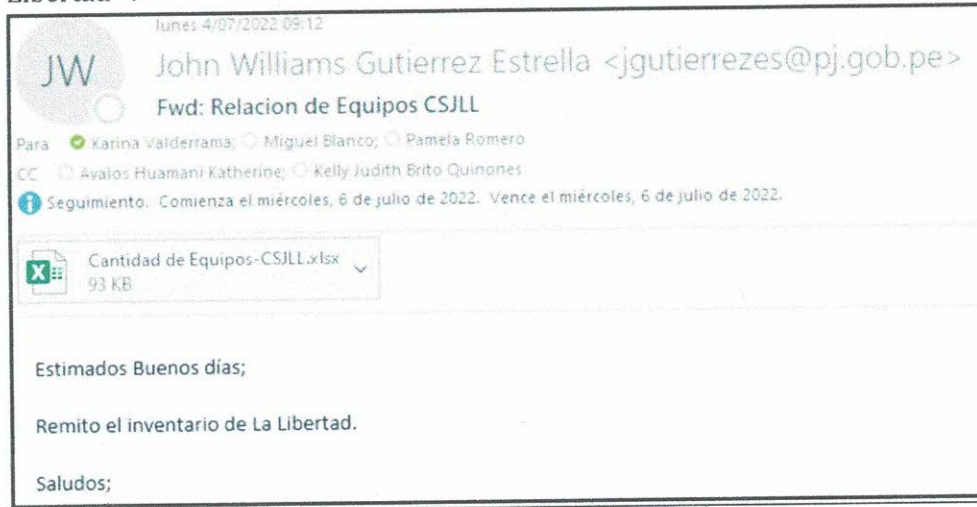 lunes 4/07/2022 09:12
JW
John Williams Gutierrez Estrella <jgutierrezes@pj.gob.pe>
Fwd: Relacion de Equipos CSJLL
Para Karina Valderrama; Miguel Blanco; Pamela Romero
CC Avalos Huamani Katherine; Kelly Judith Brito Quinones
Seguimiento. Comienza el miércoles, 6 de julio de 2022. Vence el miércoles, 6 de julio de 2022.
Cantidad de Equipos-CSJLL.xlsx
93 KB
Estimados Buenos días;
Remito el inventario de La Libertad.
Saludos;